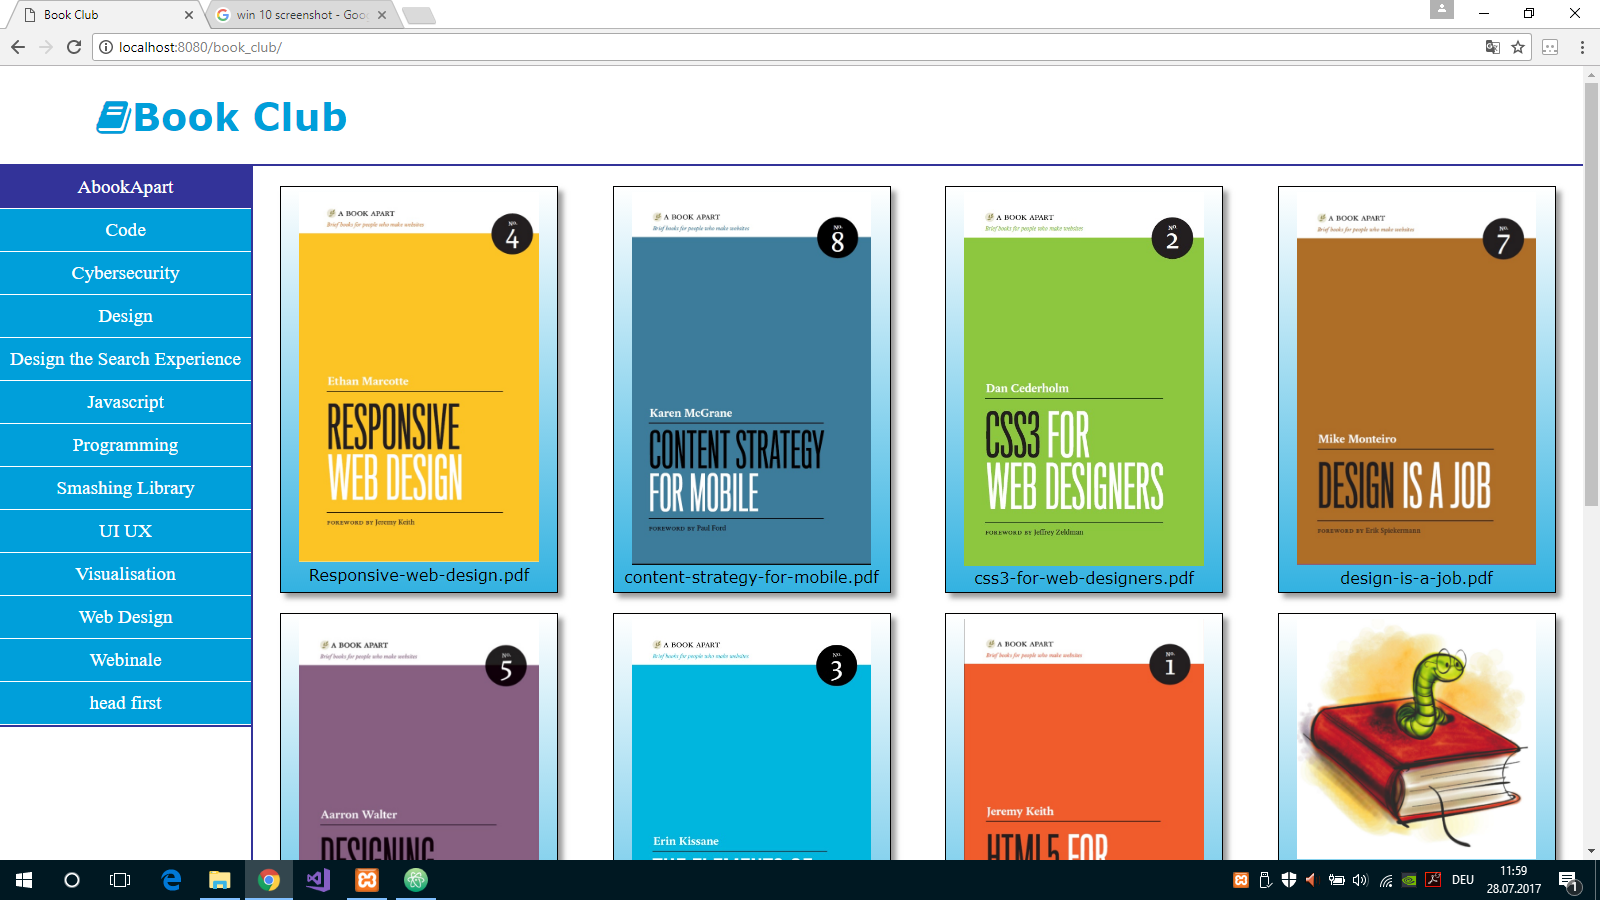 Book Club
win 10 screenshot - Goo
localhost:8080/book_club/
Book Club
AbookApart
Code
Cybersecurity
Design
Design the Search Experience
Javascript
Programming
Smashing Library
UI UX
Visualisation
Web Design
Webinale
head first
A BOOK APART
Brief books for people who make websites
No.
4
Ethan Marcotte
RESPONSIVE
WEB DESIGN
FOREWORD BY Jeremy Keith
Responsive-web-design.pdf
A BOOK APART
Brief books for people who make websites
No.
8
Karen McGrane
CONTENT STRATEGY
FOR MOBILE
FOREWORD BY Paul Ford
content-strategy-for-mobile.pdf
A BOOK APART
Brief books for people who make websites
No.
2
Dan Cederholm
CSS3 FOR
WEB DESIGNERS
FOREWORD BY Jeffrey Zeldman
css3-for-web-designers.pdf
A BOOK APART
Brief books for people who make websites
No.
7
Mike Monteiro
DESIGN IS A JOB
FOREWORD BY Erik Spiekermann
design-is-a-job.pdf
A BOOK APART
Brief books for people who make websites
No.
5
Aarron Walter
DESIGNING
A BOOK APART
Brief books for people who make websites
No.
3
Erin Kissane
THE ELEMENTS OF
A BOOK APART
Brief books for people who make websites
No.
1
Jeremy Keith
HTML5 FOR
DEU
11:59
28.07.2017
1